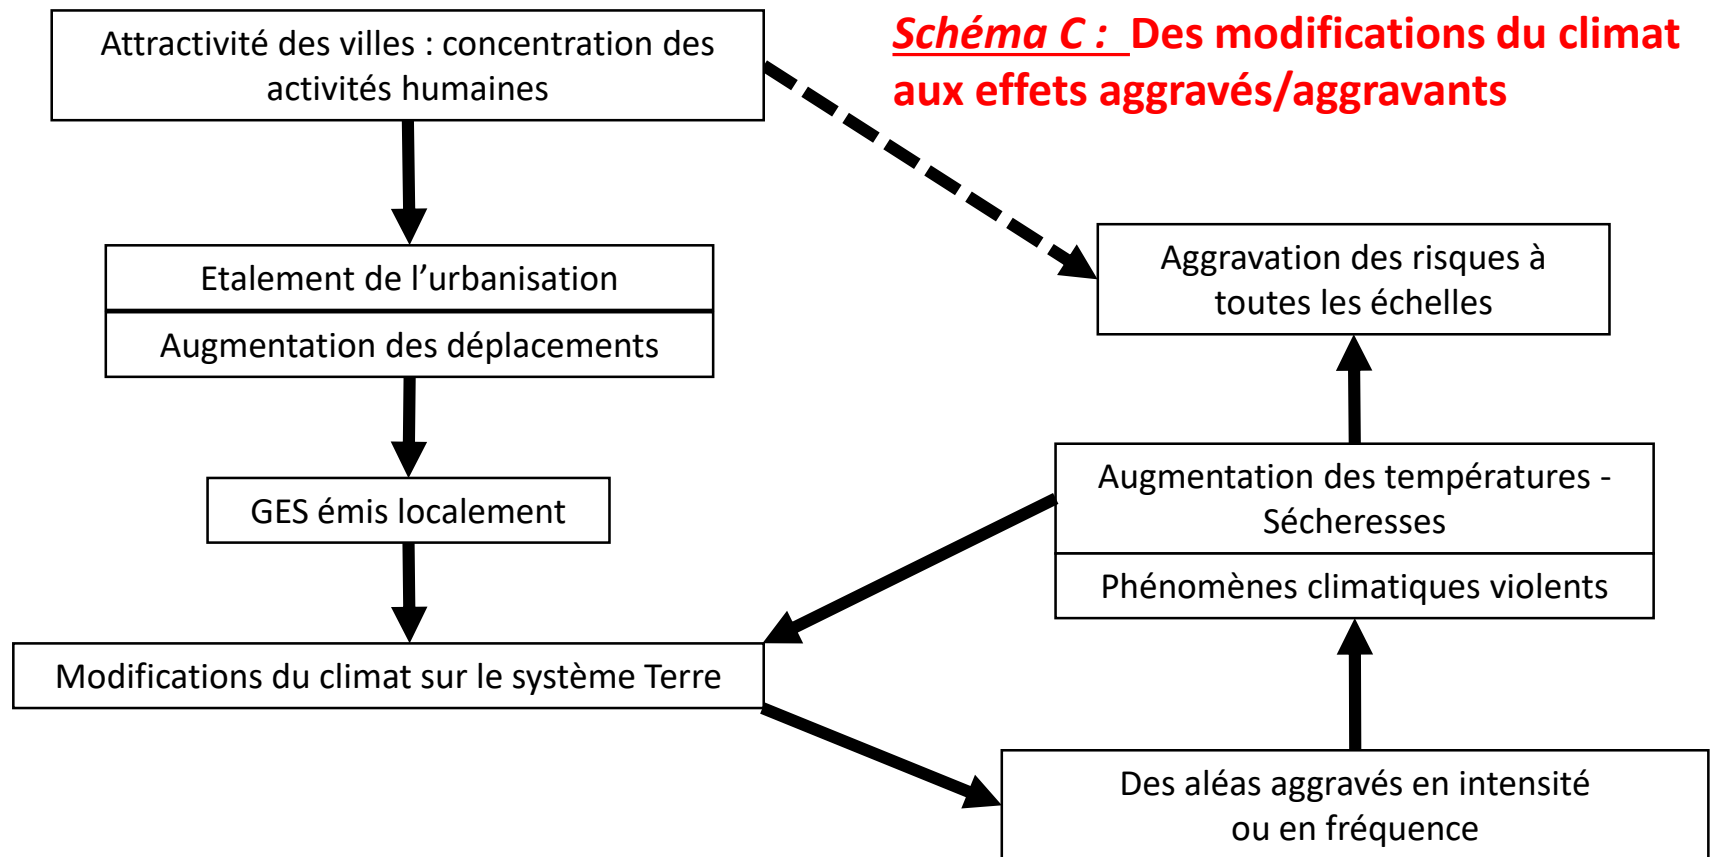 Schéma C : Des modifications du climat
aux effets aggravés/aggravants
Attractivité des villes : concentration des
activités humaines
Etalement de l’urbanisation
Augmentation des déplacements
GES émis localement
Modifications du climat sur le système Terre
Des aléas aggravés en intensité
ou en fréquence
Augmentation des températures -
Sécheresses
Phénomènes climatiques violents
Aggravation des risques à
toutes les échelles